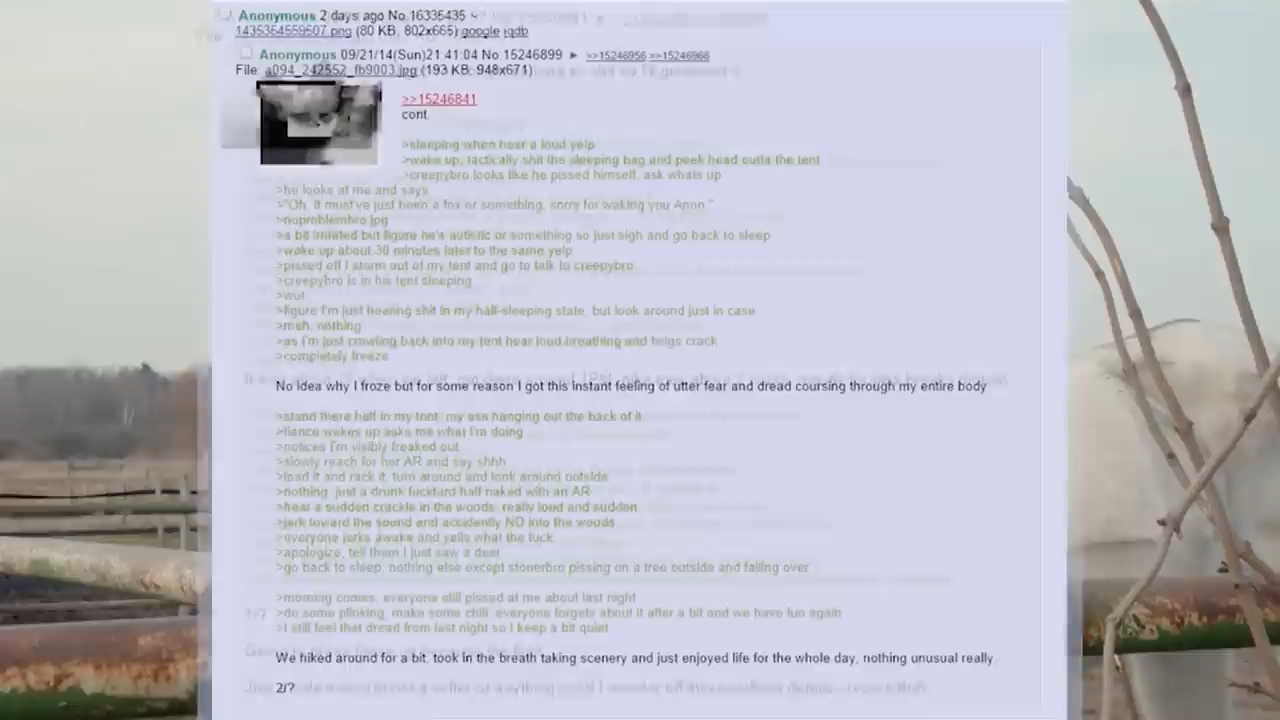 Anonymous 2 days ago No.16335435
1435364559507.png (80 KB, 802x665) google iqdb
Anonymous 09/21/14(Sun)21:41:04 No.15246899 ► >>15246956 >>15246966
File: a094_242552_fb9003.jpg (193 KB, 948x671)
>>15246841
cont.
>sleeping when hear a loud yelp
>wake up, tactically shit the sleeping bag and peek head outta the tent
>creepybro looks like he pissed himself, ask whats up
>he looks at me and says
>"Oh, it must've just been a fox or something, sorry for waking you Anon."
>noproblembro.jpg
>a bit irritated but figure he's autistic or something so just sigh and go back to sleep
>wake up about 30 minutes later to the same yelp
>pissed off I storm out of my tent and go to talk to creepybro
>creepybro is in his tent sleeping
>wut
>figure I'm just hearing shit in my half-sleeping state, but look around just in case
>meh, nothing
>as I'm just crawling back into my tent hear loud breathing and twigs crack
>completely freeze
No idea why I froze but for some reason I got this instant feeling of utter fear and dread coursing through my entire body
>stand there half in my tent, my ass hanging out the back of it
>fiance wakes up asks me what I'm doing
>notices I'm visibly freaked out
>slowly reach for her AR and say shhh
>load it and rack it, turn around and look around outside
>nothing, just a drunk fucktard half naked with an AR
>hear a sudden crackle in the woods, really loud and sudden
>jerk toward the sound and accidently ND into the woods
>everyone jerks awake and yells what the fuck
>apologize, tell them I just saw a deer
>go back to sleep, nothing else except stonerbro pissing on a tree outside and falling over
>morning comes, everyone still pissed at me about last night
>do some plinking, make some chili, everyone forgets about it after a bit and we have fun again
>I still feel that dread from last night so I keep a bit quiet
We hiked around for a bit, took in the breath taking scenery and just enjoyed life for the whole day, nothing unusual really.
2/?